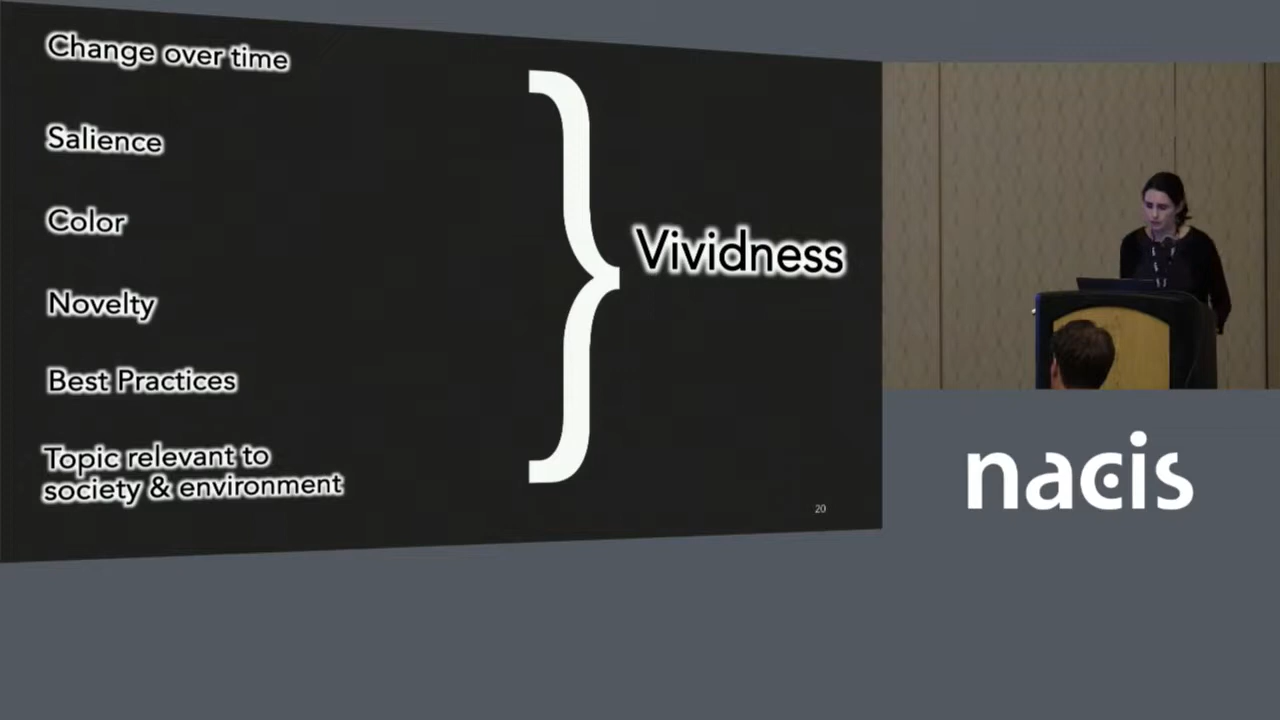 Change over time
Salience
Color
Novelty
Best Practices
Topic relevant to
society & environment
Vividness
20
nacis